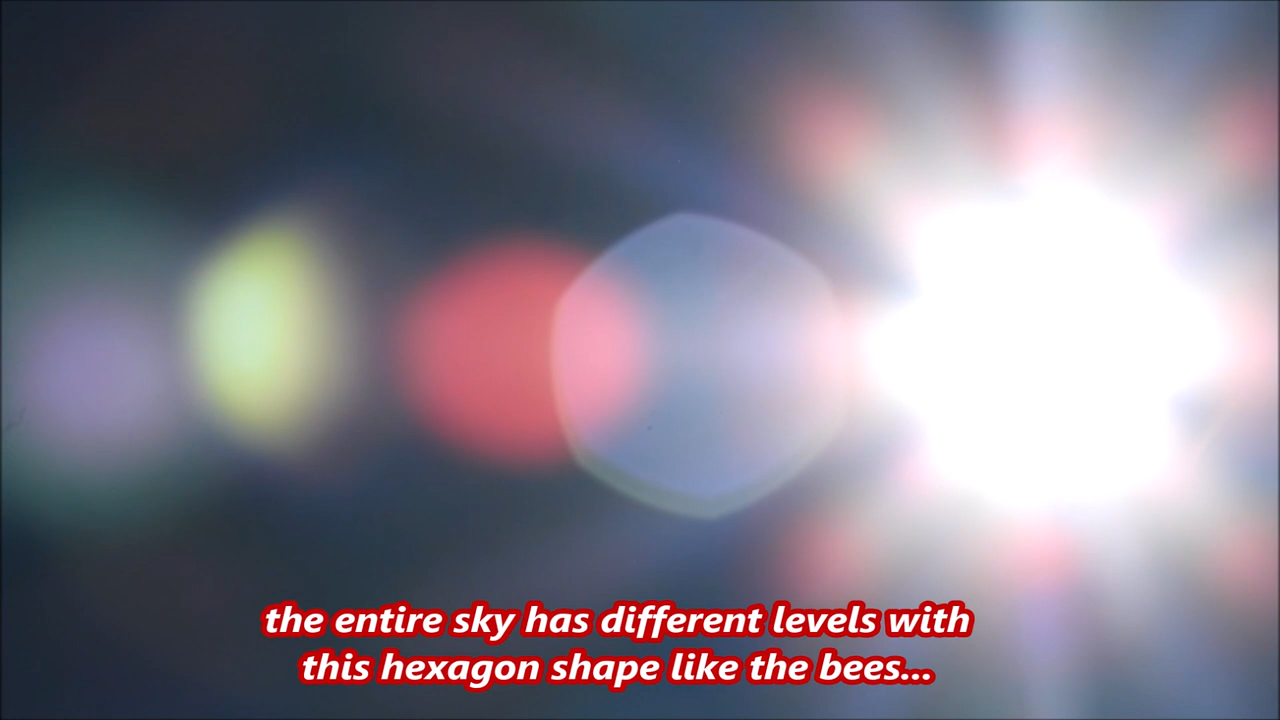 the entire sky has different levels with
this hexagon shape like the bees...